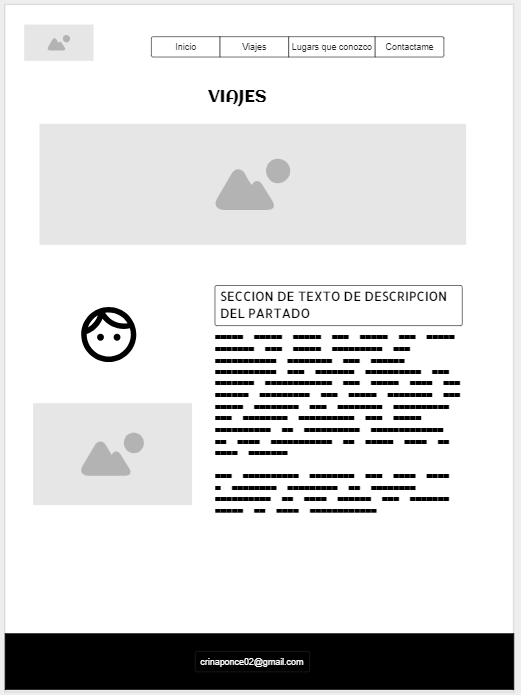 Inicio
Viajes
Lugars que conozco
Contactame
VIAJES
SECCION DE TEXTO DE DESCRIPCION
DEL PARTADO
crinaponce02@gmail.com